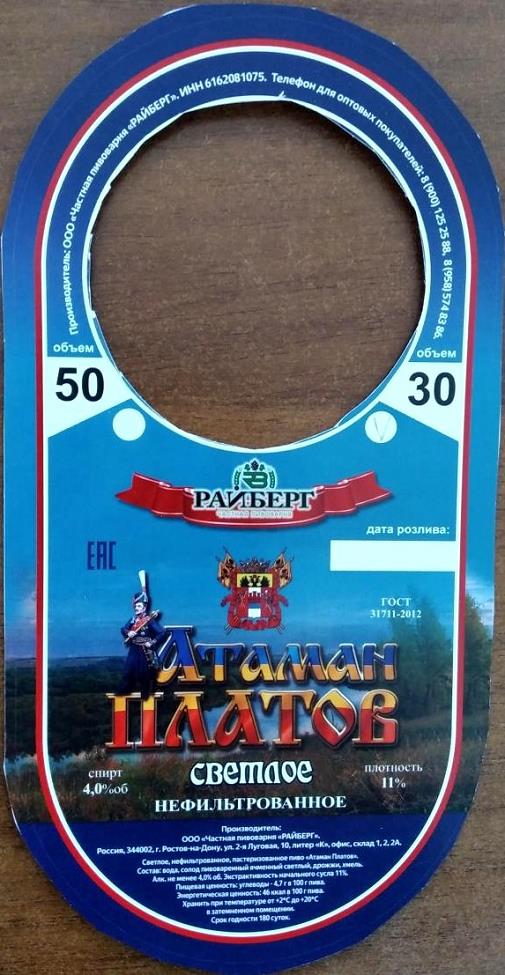 Производитель: ООО «Частная пивоварня «РАЙБЕРГ». ИНН 6162081075. Телефон для оптовых покупателей: 8 (900) 125 25 88, 8 (958) 574 83 86.
объем
50
объем
30
РАЙБЕРГ
ЧАСТНАЯ ПИВОВАРНЯ
дата розлива:
ЕАС
ГОСТ
31711-2012
Атаман
ПЛАТОВ
светлое
спирт
4,0%об
плотность
11%
НЕФИЛЬТРОВАННОЕ
Производитель:
ООО «Частная пивоварня «РАЙБЕРГ».
Россия, 344002, г. Ростов-на-Дону, ул. 2-я Луговая, 10, литер «К», офис, склад 1, 2, 2А.
Светлое, нефильтрованное, пастеризованное пиво «Атаман Платов».
Состав: вода, солод пивоваренный ячменный светлый, дрожжи, хмель.
Алк. не менее 4,0% об. Экстрактивность начального сусла 11%.
Пищевая ценность: углеводы - 4,7 г в 100 г пива.
Энергетическая ценность: 46 ккал в 100 г пива.
Хранить при температуре от +2°С до +20°С
в затемненном помещении.
Срок годности 180 суток.